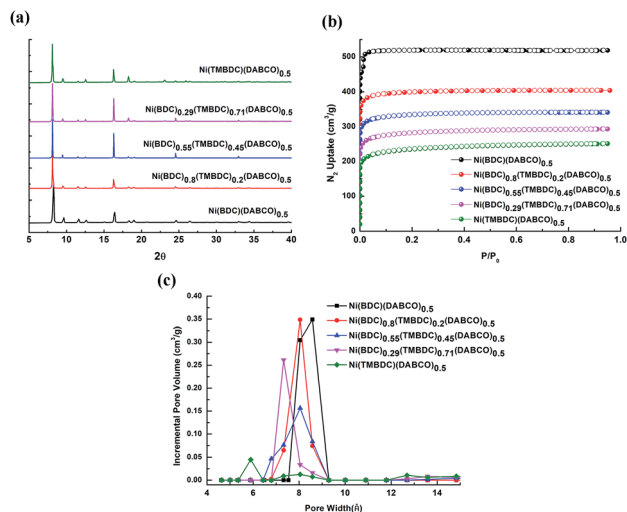 (a)
Ni(TMBDC)(DABCO)0.5
Ni(BDC)0.29(TMBDC)0.71(DABCO)0.5
Ni(BDC)0.55(TMBDC)0.45(DABCO)0.5
Ni(BDC)0.8(TMBDC)0.2(DABCO)0.5
Ni(BDC)(DABCO)0.5
5 10 15 20 25 30 35 40
2θ
(b)
N2 Uptake (cm3/g)
500
400
300
200
100
0
Ni(BDC)(DABCO)0.5
Ni(BDC)0.8(TMBDC)0.2(DABCO)0.5
Ni(BDC)0.55(TMBDC)0.45(DABCO)0.5
Ni(BDC)0.29(TMBDC)0.71(DABCO)0.5
Ni(TMBDC)(DABCO)0.5
0.0 0.2 0.4 0.6 0.8 1.0
P/P0
(c)
Incremental Pore Volume (cm3/g)
0.40
0.35
0.30
0.25
0.20
0.15
0.10
0.05
0.00
Ni(BDC)(DABCO)0.5
Ni(BDC)0.8(TMBDC)0.2(DABCO)0.5
Ni(BDC)0.55(TMBDC)0.45(DABCO)0.5
Ni(BDC)0.29(TMBDC)0.71(DABCO)0.5
Ni(TMBDC)(DABCO)0.5
4 6 8 10 12 14
Pore Width(Å)